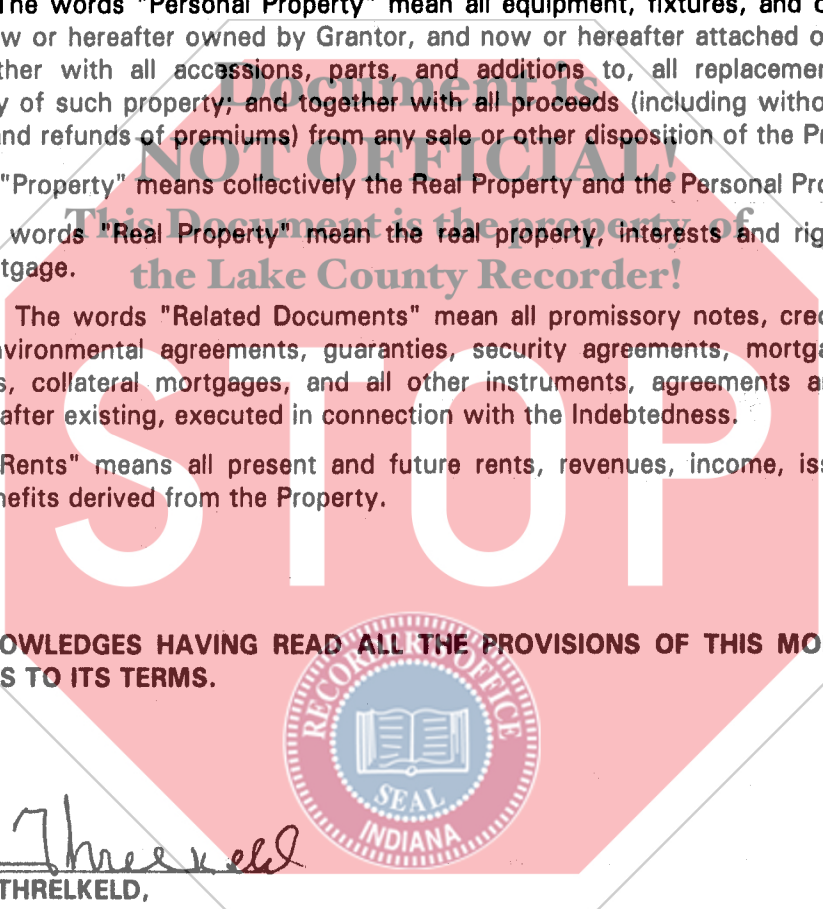 The words "Personal Property" mean all equipment, fixtures, and
w or hereafter owned by Grantor, and now or hereafter attached o
ther with all accessions, parts, and additions to, all replacemen
y of such property; and together with all proceeds (including witho
and refunds of premiums) from any sale or other disposition of the Pr
"Property" means collectively the Real Property and the Personal Pro
words "Real Property" mean the real property, interests and rig
tgage.
The words "Related Documents" mean all promissory notes, cred
nvironmental agreements, guaranties, security agreements, mortga
s, collateral mortgages, and all other instruments, agreements a
after existing, executed in connection with the Indebtedness.
Rents" means all present and future rents, revenues, income, iss
nefits derived from the Property.
Document is
NOT OFFICIAL!
This Document is the property of
the Lake County Recorder!
STOP
OWLEDGES HAVING READ ALL THE PROVISIONS OF THIS MO
S TO ITS TERMS.
RECORDER'S OFFICE
SEAL
INDIANA
Threlkeld
THRELKELD,